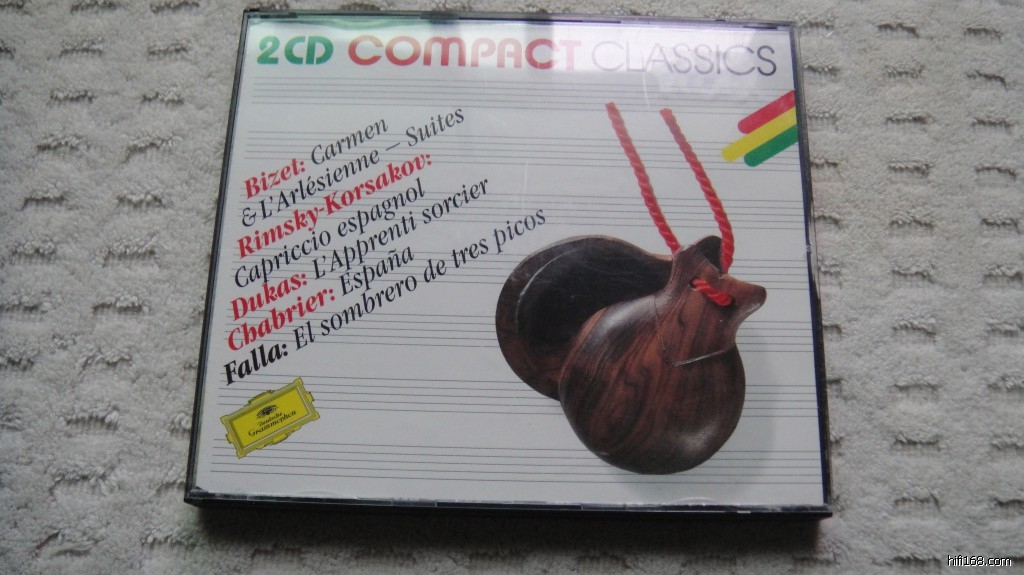 2CD COMPACT CLASSICS
Bizet: Carmen
& L'Arlésienne – Suites
Rimsky-Korsakov:
Capriccio espagnol
Dukas: L'Apprenti sorcier
Chabrier: España
Falla: El sombrero de tres picos
Deutsche
Grammophon
hifi168.com